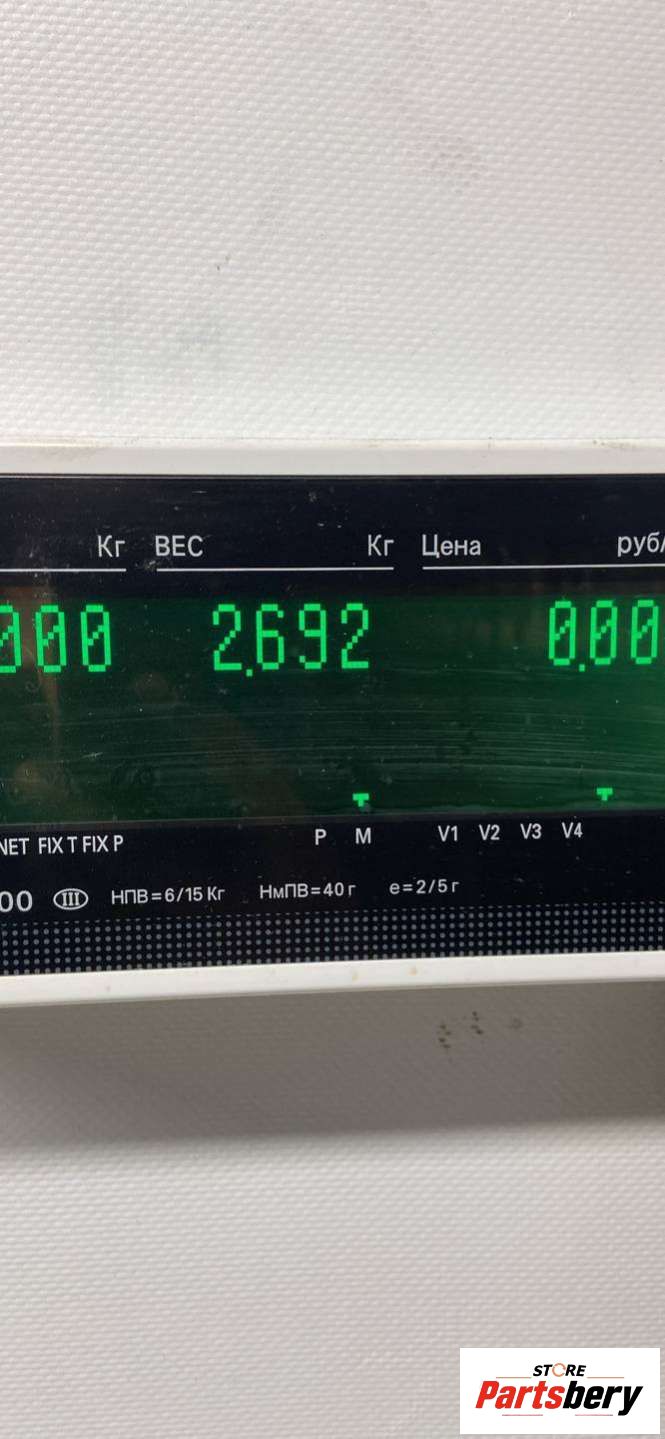 Кг ВЕС Кг Цена руб/
000 2.692 0.00
NET FIX T FIX P P M V1 V2 V3 V4
00 III НПВ=6/15 Кг НмПВ=40 г e=2/5 г
STORE
Partsbery